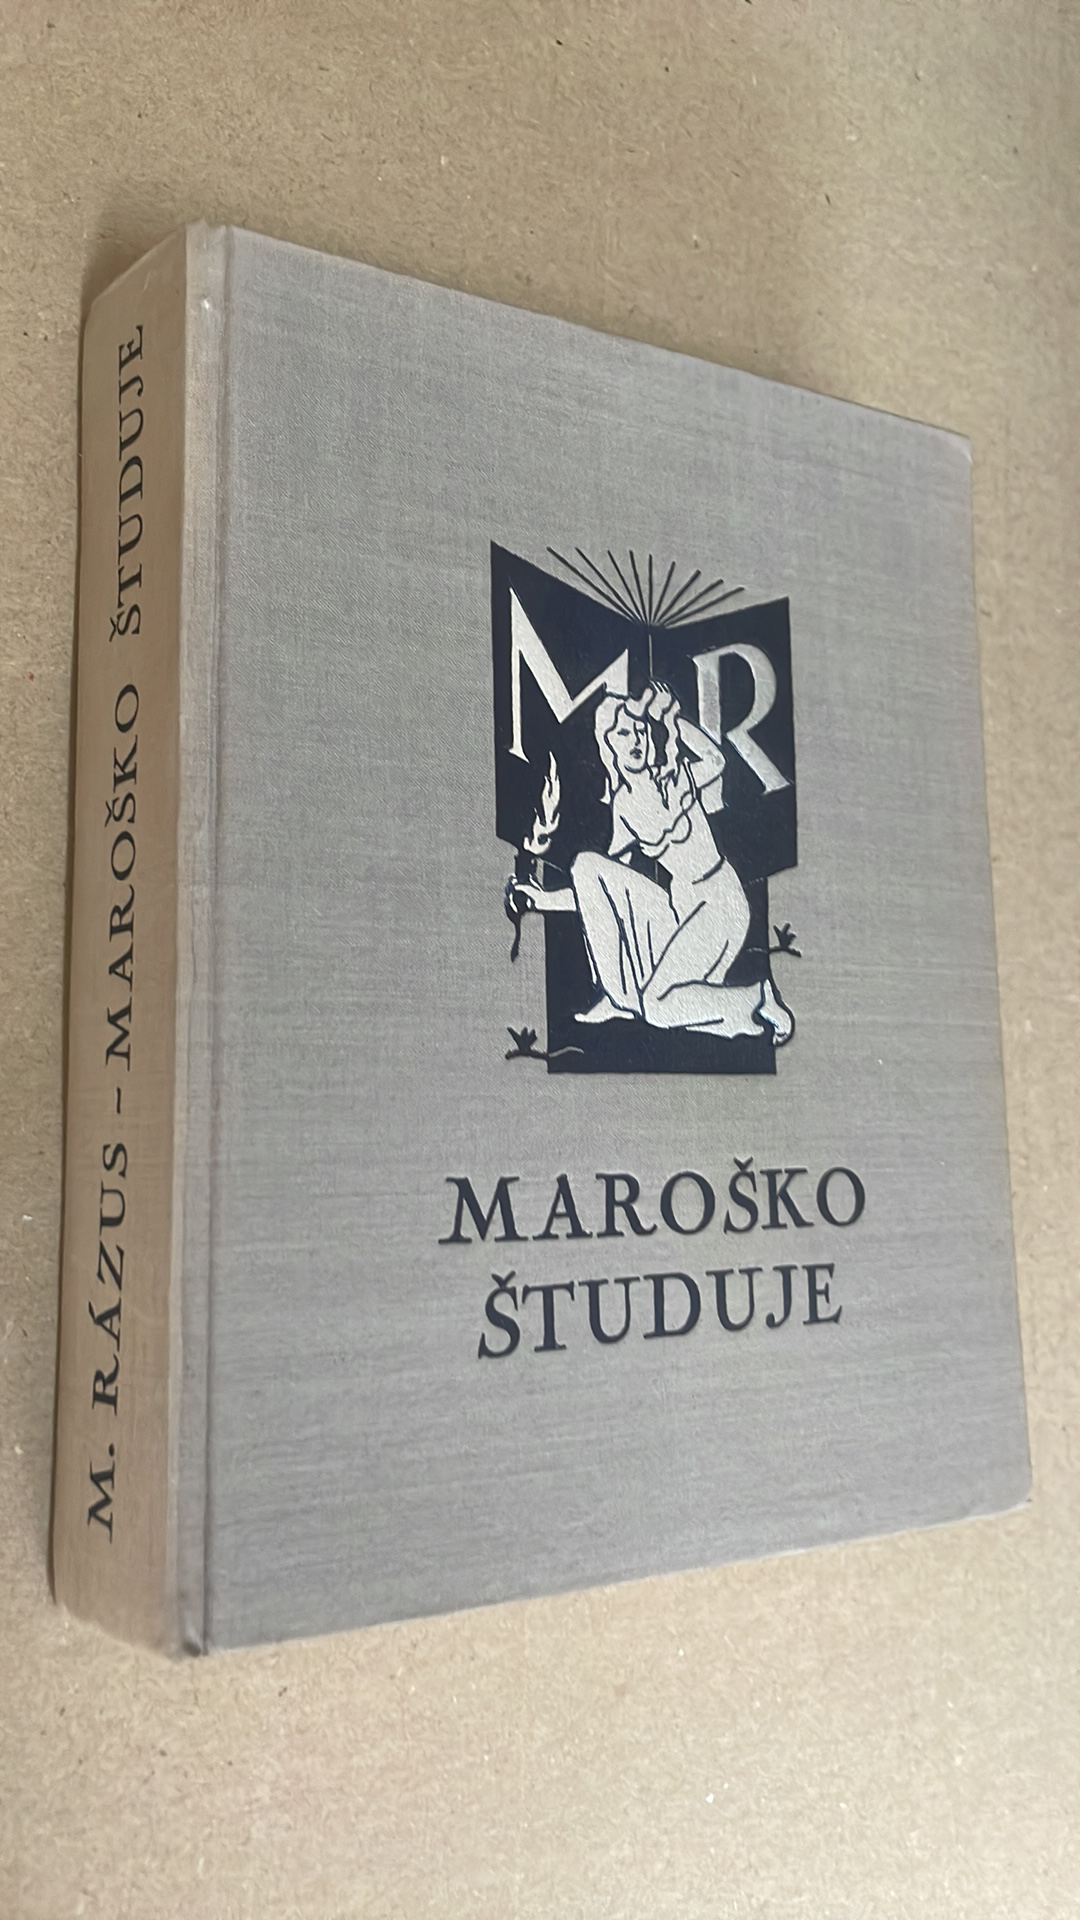 M. RÁZUS - MAROŠKO ŠTUDUJE
MR
MAROŠKO
ŠTUDUJE